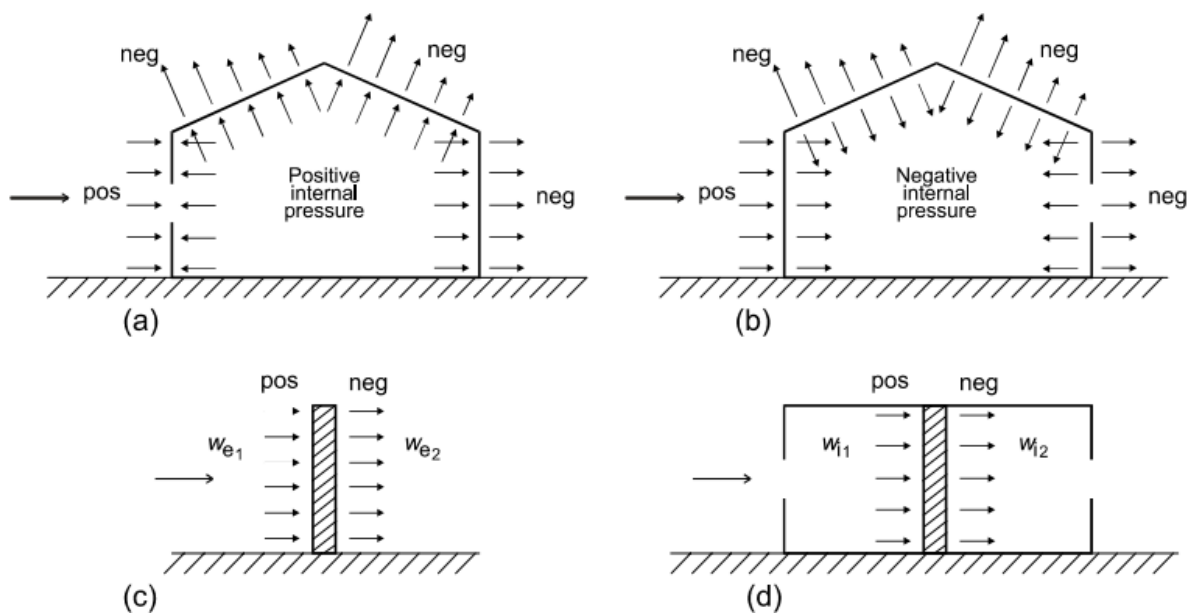 neg
neg
pos
Positive
internal
pressure
neg
(a)
neg
neg
pos
Negative
internal
pressure
neg
(b)
pos
neg
we1
we2
(c)
pos
neg
wi1
wi2
(d)